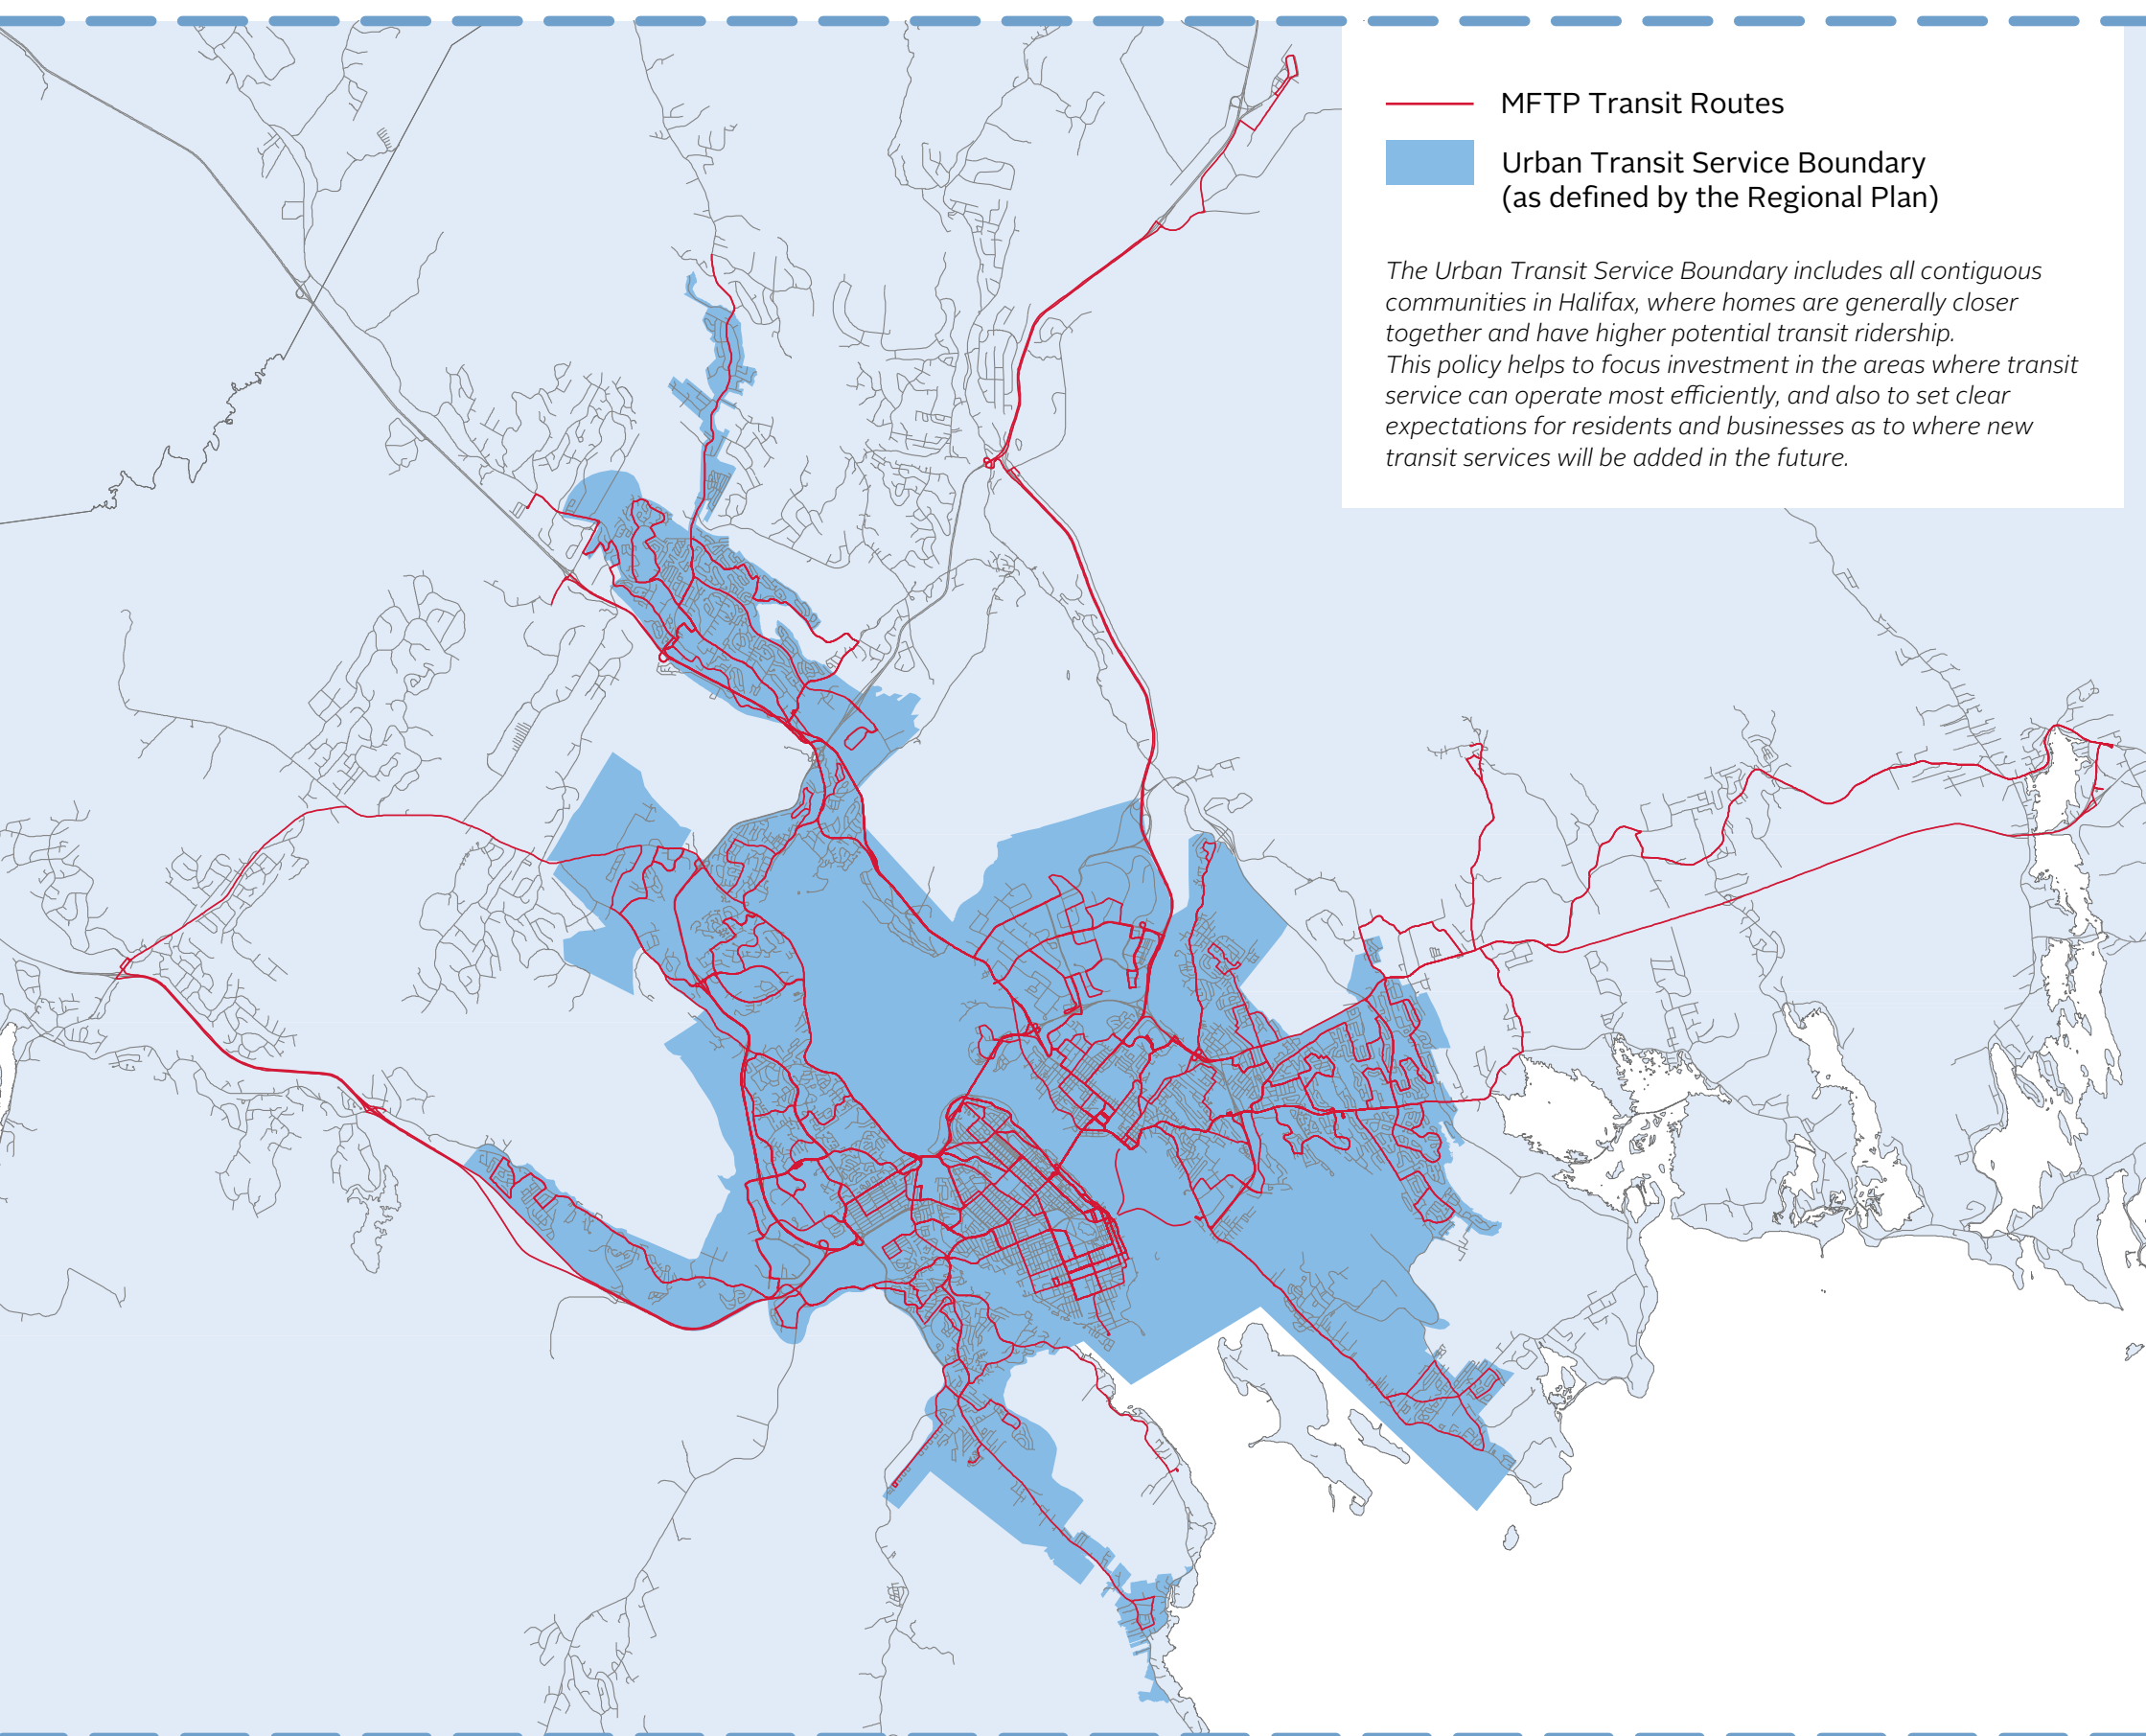 MFTP Transit Routes
Urban Transit Service Boundary
(as defined by the Regional Plan)
The Urban Transit Service Boundary includes all contiguous
communities in Halifax, where homes are generally closer
together and have higher potential transit ridership.
This policy helps to focus investment in the areas where transit
service can operate most efficiently, and also to set clear
expectations for residents and businesses as to where new
transit services will be added in the future.